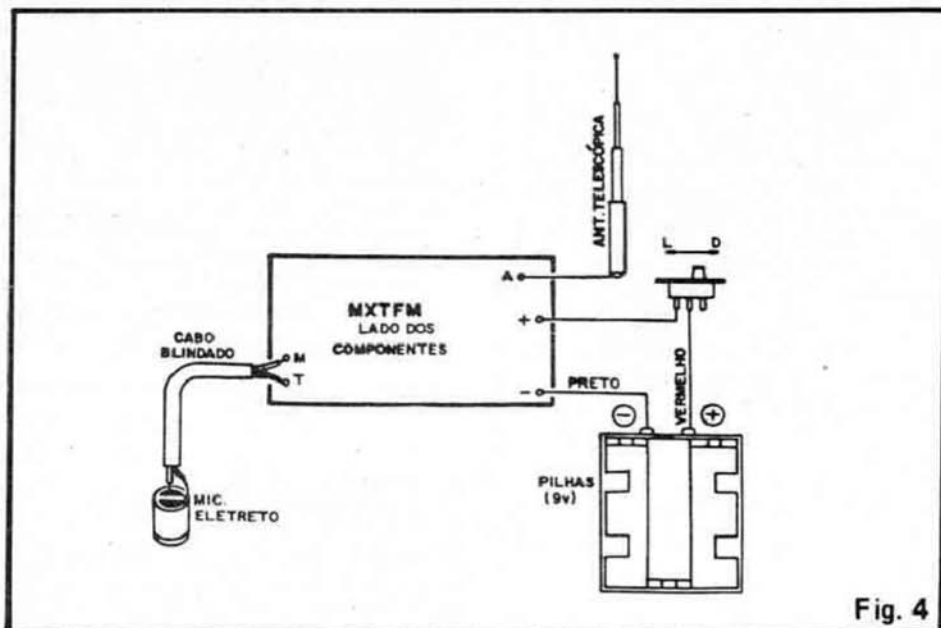 ANT. TELESCÓPICA
L D
A
MXTFM
LADO DOS
COMPONENTES
+
CABO
BLINDADO
M
T
-
PRETO
VERMELHO
- +
PILHAS
(9v)
MIC.
ELETRETO
Fig. 4